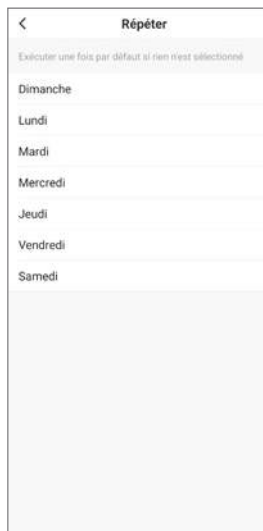 Répéter
Exécuter une fois par défaut si rien n'est sélectionné
Dimanche
Lundi
Mardi
Mercredi
Jeudi
Vendredi
Samedi